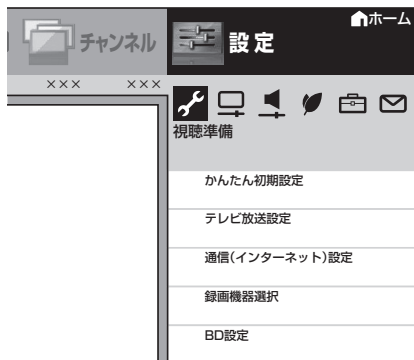 ホーム
チャンネル
設定
××× ×××
視聴準備
かんたん初期設定
テレビ放送設定
通信(インターネット)設定
録画機器選択
BD設定